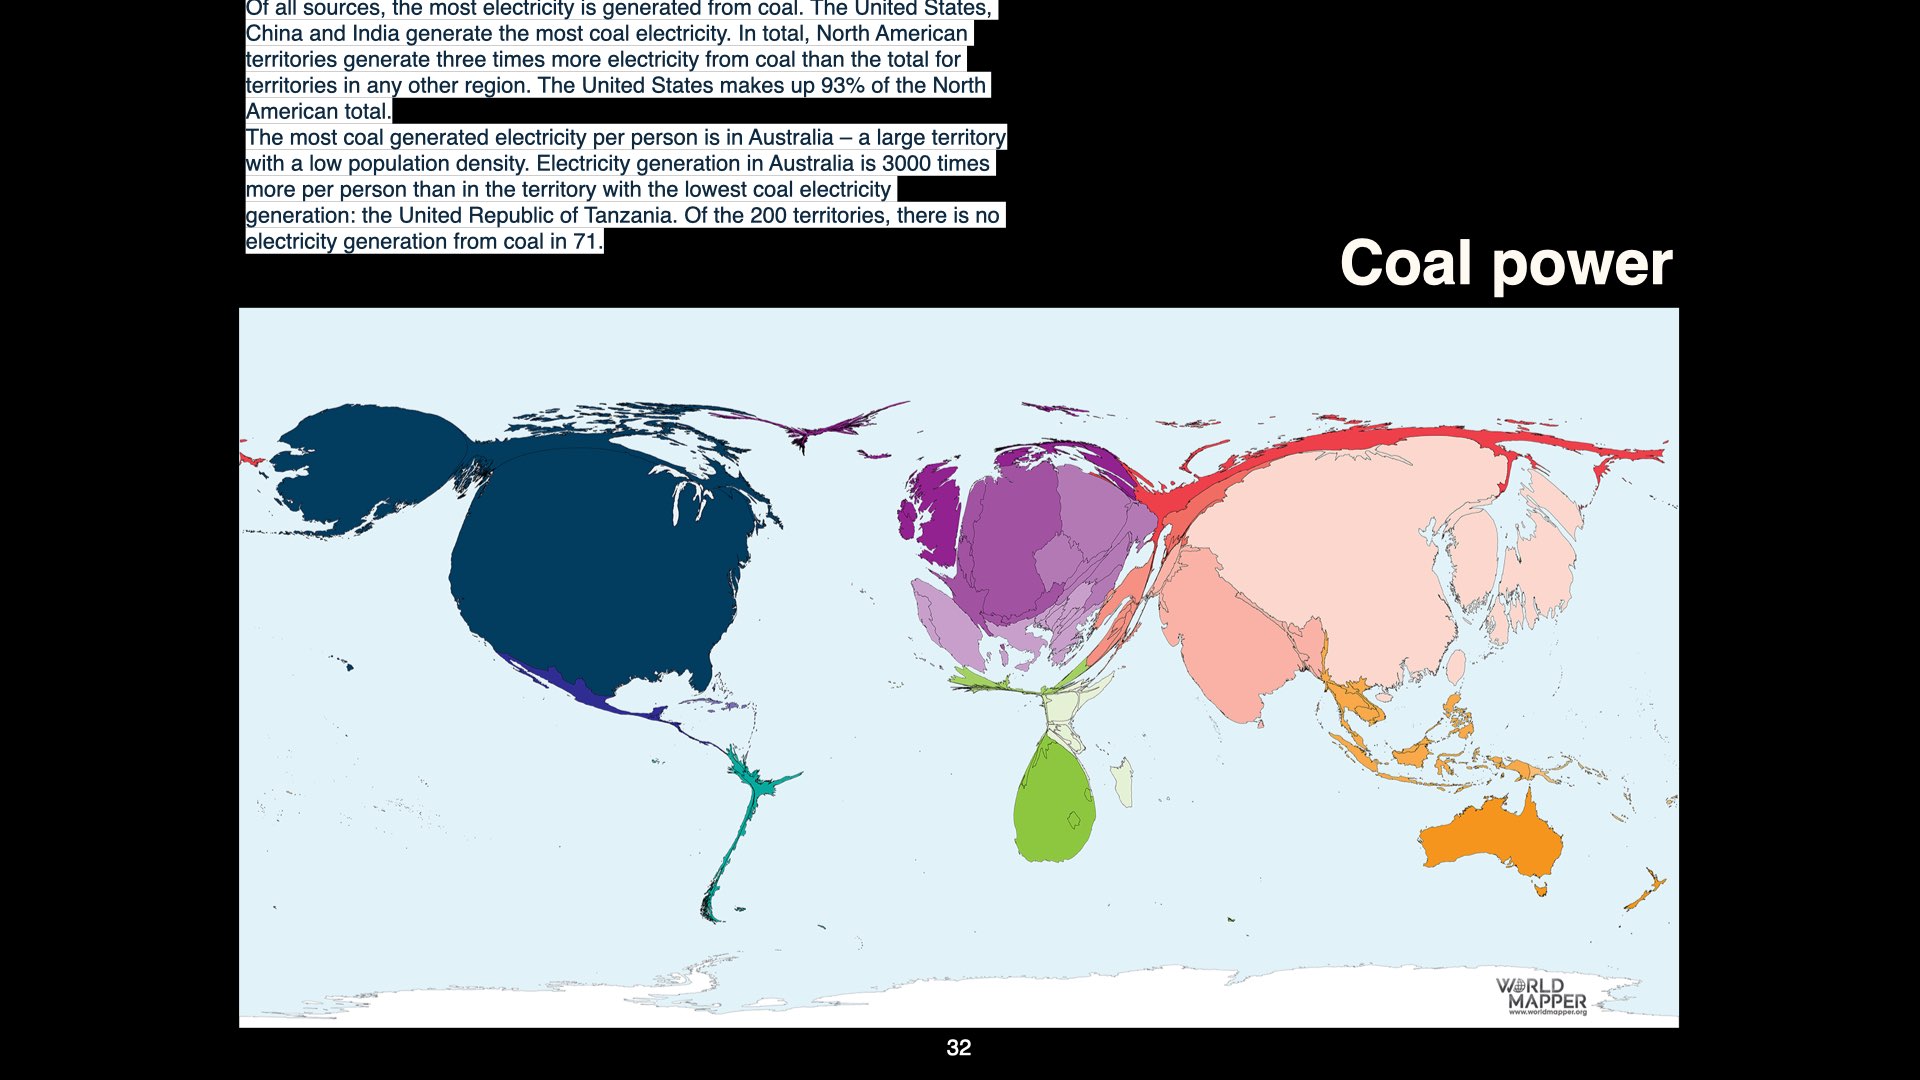 Of all sources, the most electricity is generated from coal. The United States,
China and India generate the most coal electricity. In total, North American
territories generate three times more electricity from coal than the total for
territories in any other region. The United States makes up 93% of the North
American total.
The most coal generated electricity per person is in Australia – a large territory
with a low population density. Electricity generation in Australia is 3000 times
more per person than in the territory with the lowest coal electricity
generation: the United Republic of Tanzania. Of the 200 territories, there is no
electricity generation from coal in 71.
Coal power
WORLD
MAPPER
www.worldmapper.org
32